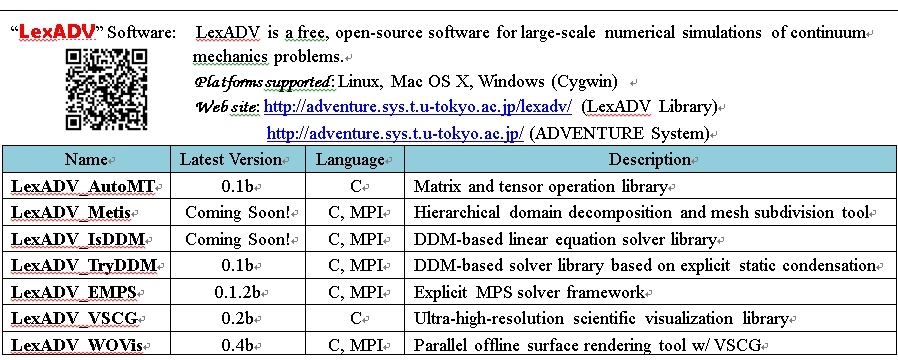 “LexADV” Software: LexADV is a free, open-source software for large-scale numerical simulations of continuum
mechanics problems.
Platforms supported: Linux, Mac OS X, Windows (Cygwin)
Web site: http://adventure.sys.t.u-tokyo.ac.jp/lexadv/ (LexADV Library)
http://adventure.sys.t.u-tokyo.ac.jp/ (ADVENTURE System)
Name Latest Version Language Description
LexADV_AutoMT 0.1b C Matrix and tensor operation library
LexADV_Metis Coming Soon! C, MPI Hierarchical domain decomposition and mesh subdivision tool
LexADV_IsDDM Coming Soon! C, MPI DDM-based linear equation solver library
LexADV_TryDDM 0.1b C, MPI DDM-based solver library based on explicit static condensation
LexADV_EMPS 0.1.2b C, MPI Explicit MPS solver framework
LexADV_VSCG 0.2b C Ultra-high-resolution scientific visualization library
LexADV_WOVis 0.4b C, MPI Parallel offline surface rendering tool w/ VSCG